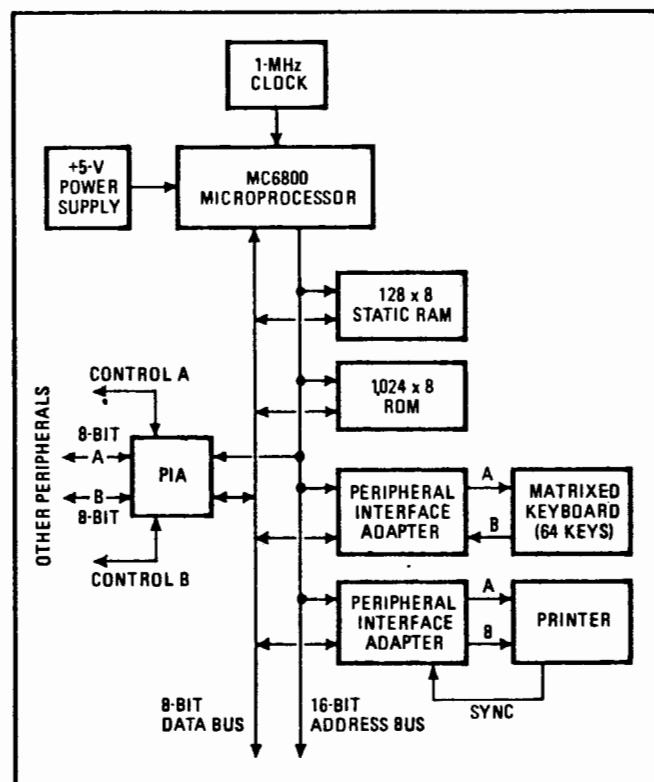 1-MHz
CLOCK
+5-V
POWER
SUPPLY
MC6800
MICROPROCESSOR
128 x 8
STATIC RAM
1,024 x 8
ROM
OTHER PERIPHERALS
CONTROL A
8-BIT
A
B
8-BIT
CONTROL B
PIA
PERIPHERAL
INTERFACE
ADAPTER
A
B
MATRIXED
KEYBOARD
(64 KEYS)
PERIPHERAL
INTERFACE
ADAPTER
A
B
PRINTER
SYNC
8-BIT
DATA BUS
16-BIT
ADDRESS BUS